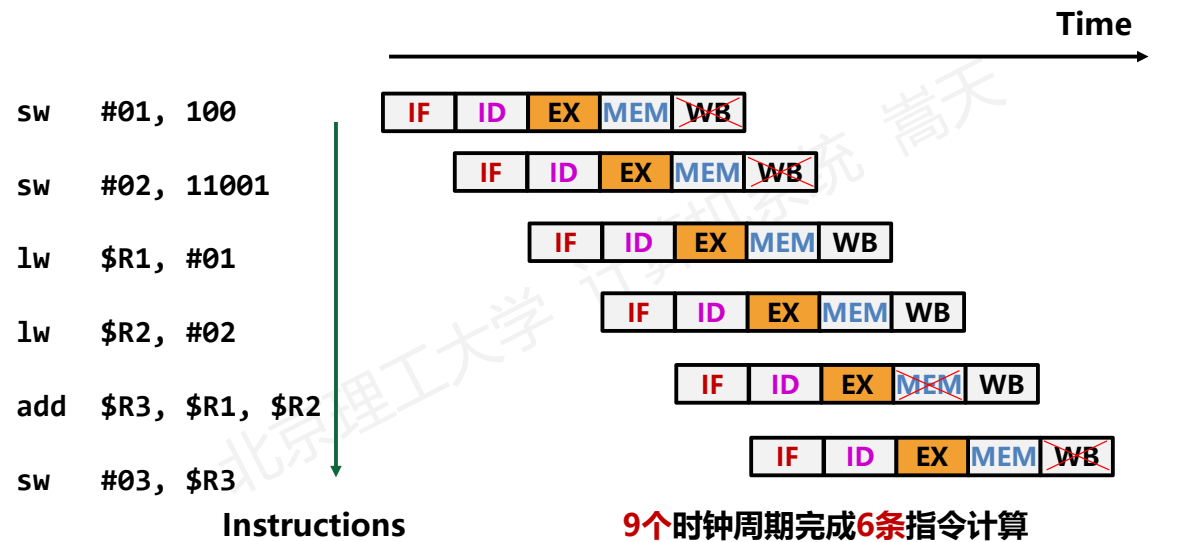 Time
sw #01, 100
IF ID EX MEM WB
sw #02, 11001
IF ID EX MEM WB
lw $R1, #01
IF ID EX MEM WB
lw $R2, #02
IF ID EX MEM WB
add $R3, $R1, $R2
IF ID EX MEM WB
sw #03, $R3
IF ID EX MEM WB
Instructions
9个时钟周期完成6条指令计算
北京理工大学 计算机系统 嵩天